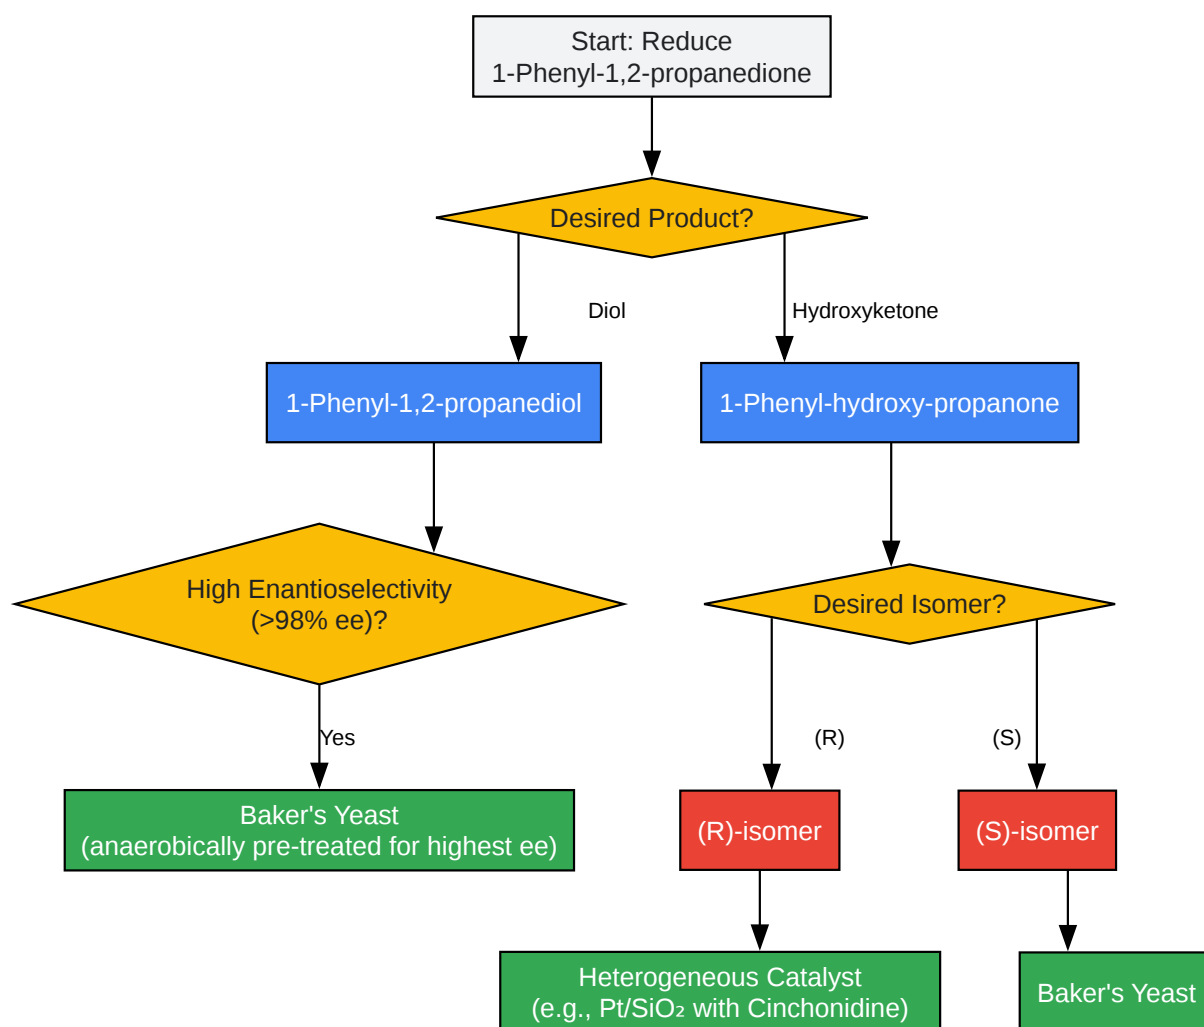 Start: Reduce
1-Phenyl-1,2-propanedione
Desired Product?
Diol
Hydroxyketone
1-Phenyl-1,2-propanediol
1-Phenyl-hydroxy-propanone
High Enantioselectivity
(>98% ee)?
Desired Isomer?
Yes
(R)
(S)
Baker's Yeast
(anaerobically pre-treated for highest ee)
(R)-isomer
(S)-isomer
Heterogeneous Catalyst
(e.g., Pt/SiO₂ with Cinchonidine)
Baker's Yeast